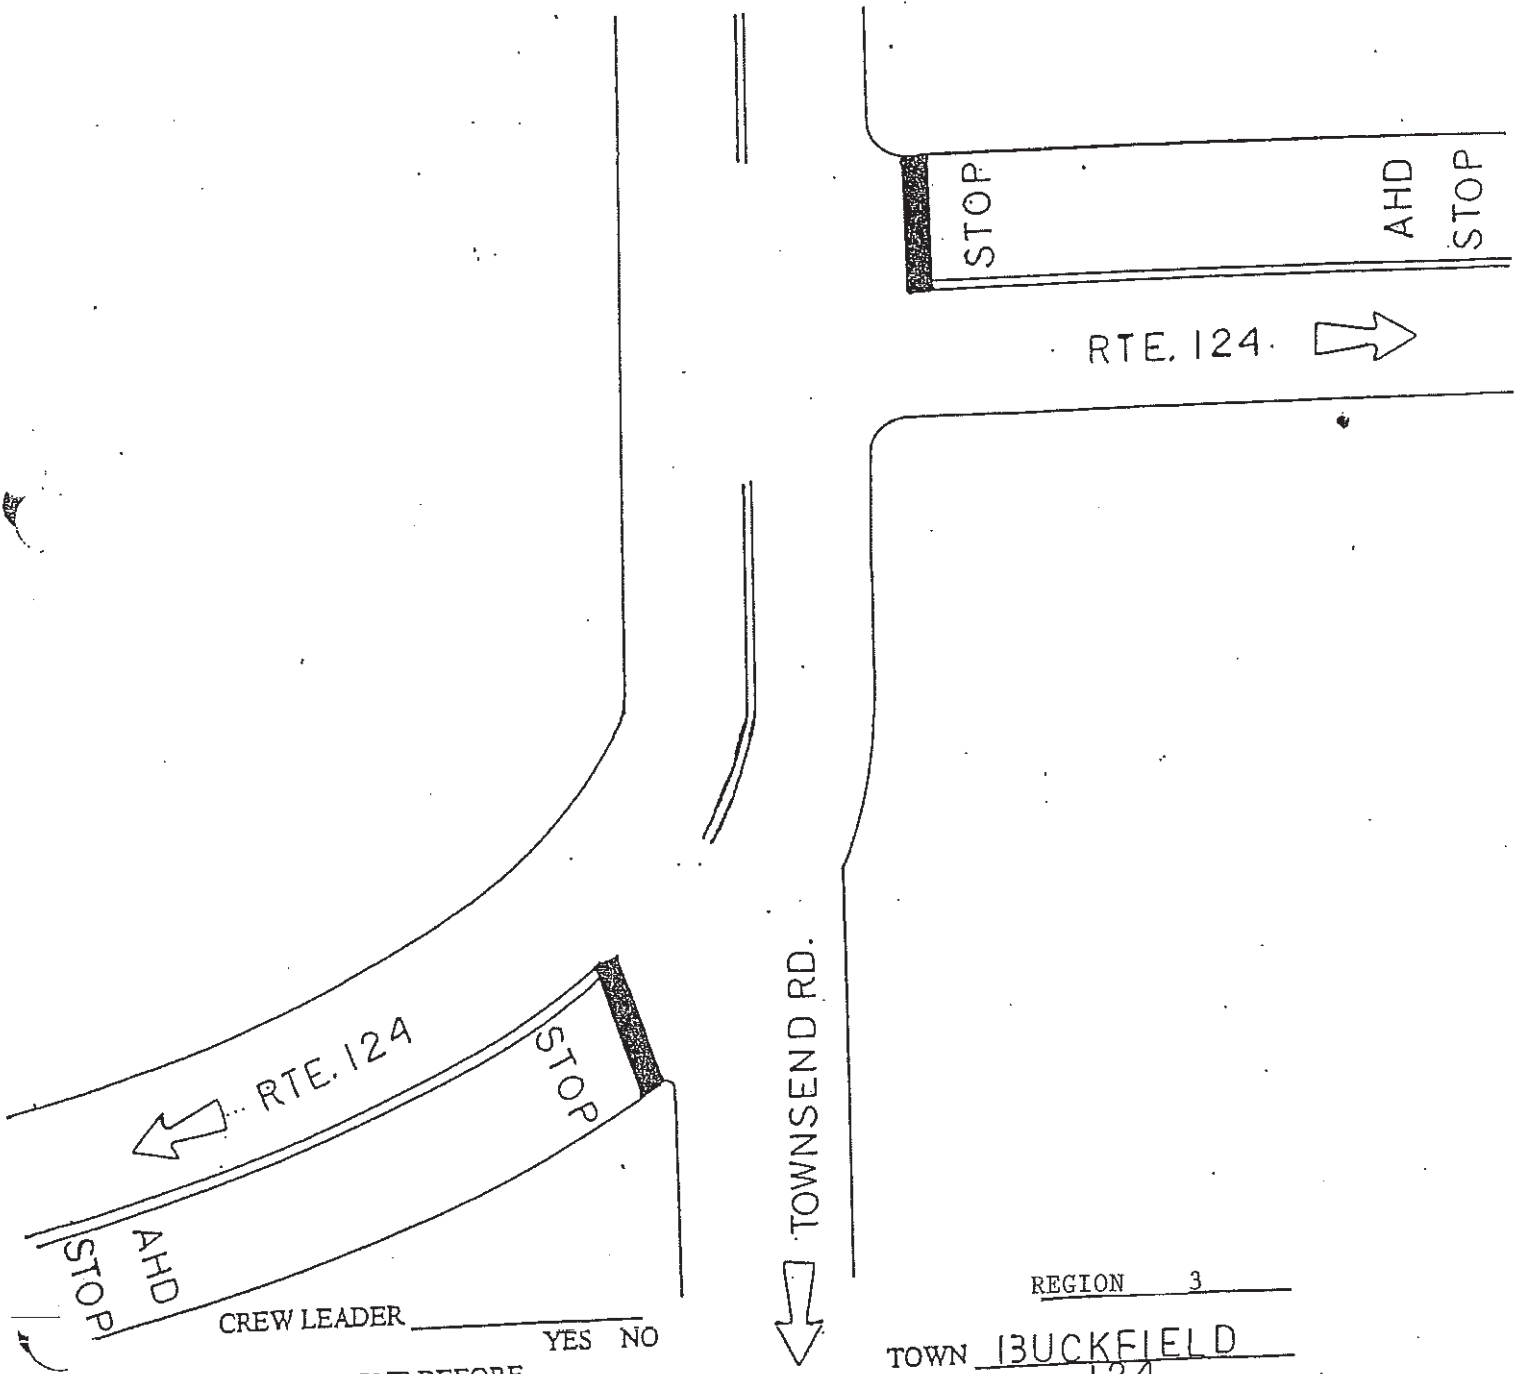 STOP
AHD
STOP
RTE. 124
RTE. 124
STOP
TOWNSEND RD.
AHD
STOP
REGION 3
CREW LEADER
YES NO
TOWN BUCKFIELD
124